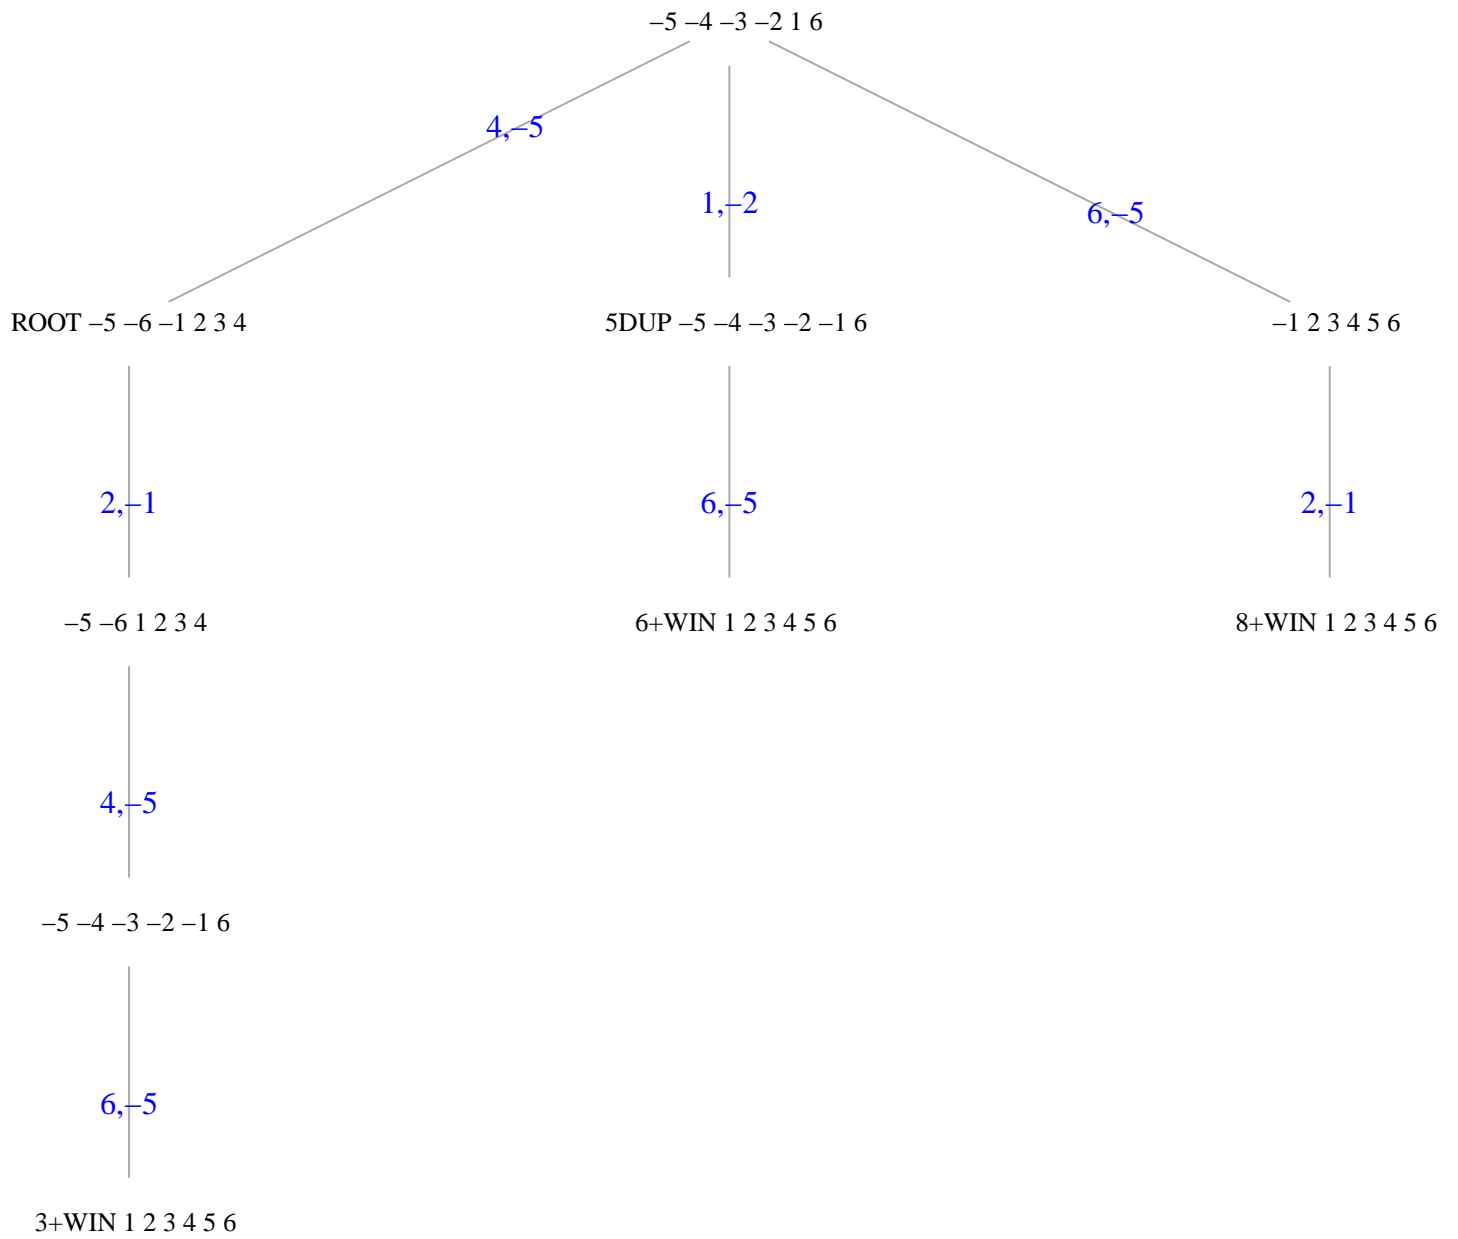 –5 –4 –3 –2 1 6
4,–5
1,–2
6,–5
ROOT –5 –6 –1 2 3 4
5DUP –5 –4 –3 –2 –1 6
–1 2 3 4 5 6
2,–1
6,–5
2,–1
–5 –6 1 2 3 4
6+WIN 1 2 3 4 5 6
8+WIN 1 2 3 4 5 6
4,–5
–5 –4 –3 –2 –1 6
6,–5
3+WIN 1 2 3 4 5 6